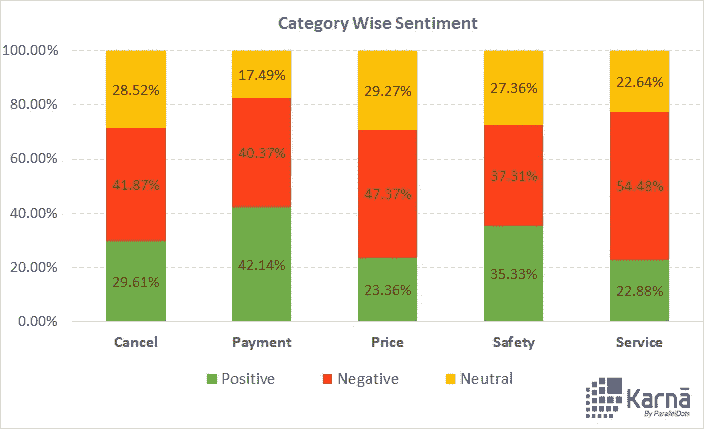 Category Wise Sentiment
100.00%
80.00%
60.00%
40.00%
20.00%
0.00%
28.52% 17.49% 29.27% 27.36% 22.64%
41.87% 40.37% 47.37% 37.31% 54.48%
29.61% 42.14% 23.36% 35.33% 22.88%
Cancel Payment Price Safety Service
Positive Negative Neutral
Karnā
By ParallelDots